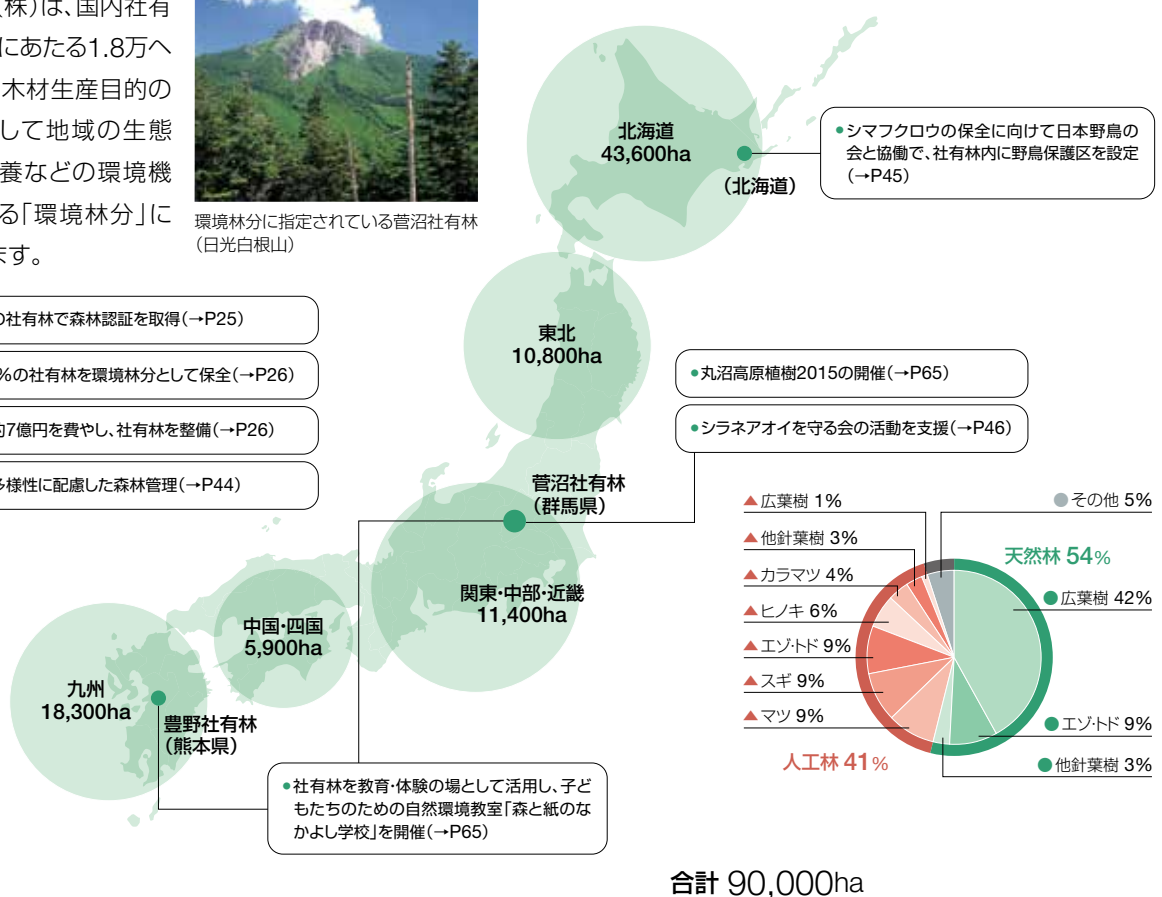 (株)は、国内社有
にあたる1.8万ヘ
木材生産目的の
して地域の生態
養などの環境機
る「環境林分」に
ます。
環境林分に指定されている菅沼社有林
（日光白根山）
の社有林で森林認証を取得（→P25）
%の社有林を環境林分として保全（→P26）
約7億円を費やし、社有林を整備（→P26）
多様性に配慮した森林管理（→P44）
北海道
43,600ha
（北海道）
●シマフクロウの保全に向けて日本野鳥の
会と協働で、社有林内に野鳥保護区を設定
（→P45）
東北
10,800ha
●丸沼高原植樹2015の開催（→P65）
●シラネアオイを守る会の活動を支援（→P46）
菅沼社有林
（群馬県）
関東・中部・近畿
11,400ha
中国・四国
5,900ha
九州
18,300ha
豊野社有林
（熊本県）
●社有林を教育・体験の場として活用し、子ど
もたちのための自然環境教室「森と紙のな
かよし学校」を開催（→P65）
▲広葉樹 1%
▲他針葉樹 3%
▲カラマツ 4%
▲ヒノキ 6%
▲エゾ・トド 9%
▲スギ 9%
▲マツ 9%
人工林 41%
●その他 5%
天然林 54%
●広葉樹 42%
●エゾ・トド 9%
●他針葉樹 3%
合計 90,000ha